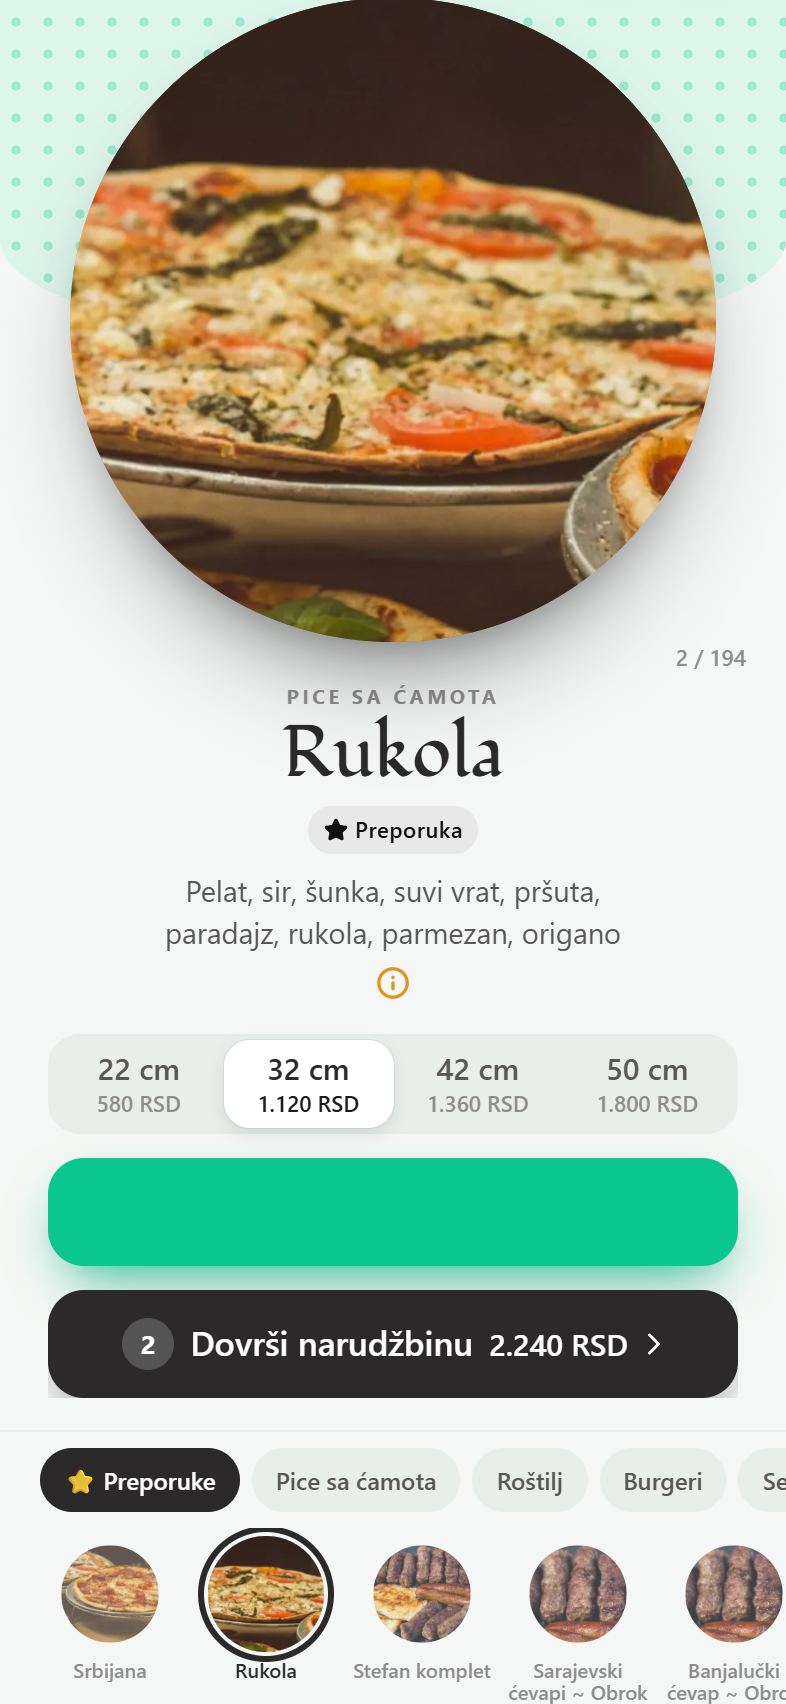 2 / 194
PICE SA ĆAMOTA
Rukola
Preporuka
Pelat, sir, šunka, suvi vrat, pršuta,
paradajz, rukola, parmezan, origano
22 cm 32 cm 42 cm 50 cm
580 RSD 1.120 RSD 1.360 RSD 1.800 RSD
2 Dovrši narudžbinu 2.240 RSD
Preporuke Pice sa ćamota Roštilj Burgeri Se
Srbijana Rukola Stefan komplet Sarajevski Banjalučki
ćevapi ~ Obrok ćevap ~ Obro